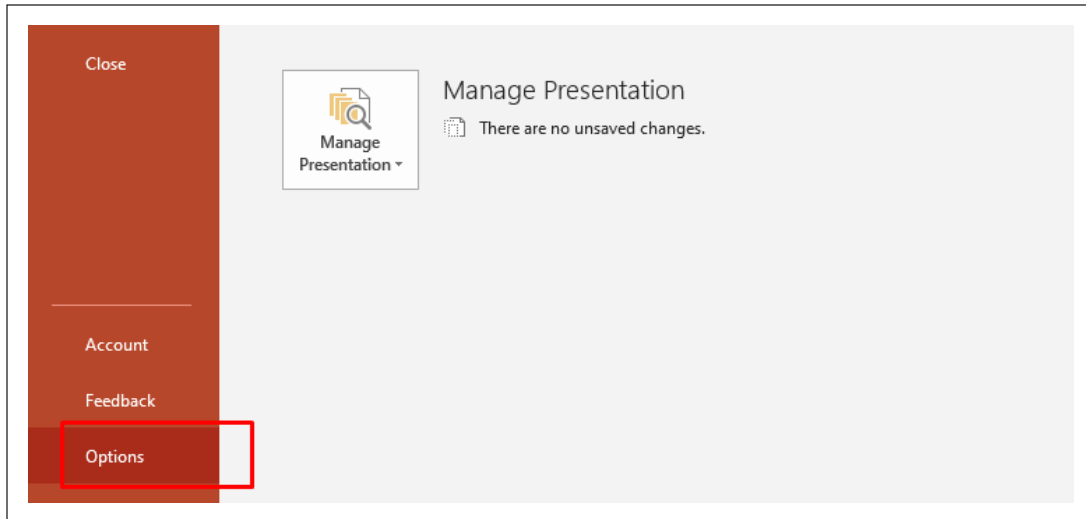 Close
Manage Presentation
There are no unsaved changes.
Manage
Presentation
Account
Feedback
Options